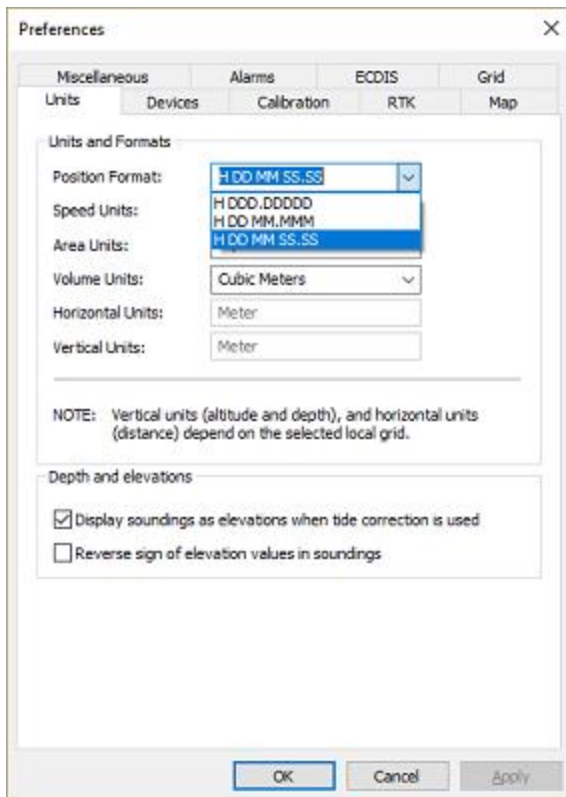 Preferences
Miscellaneous Alarms ECDIS Grid
Units Devices Calibration RTK Map
Units and Formats
Position Format: H DD MM SS.SS
H DDD.DDDDD
Speed Units:
H DD MM.MMM
H DD MM SS.SS
Area Units:
Volume Units: Cubic Meters
Horizontal Units: Meter
Vertical Units: Meter
NOTE: Vertical units (altitude and depth), and horizontal units
(distance) depend on the selected local grid.
Depth and elevations
Display soundings as elevations when tide correction is used
Reverse sign of elevation values in soundings
OK Cancel Apply